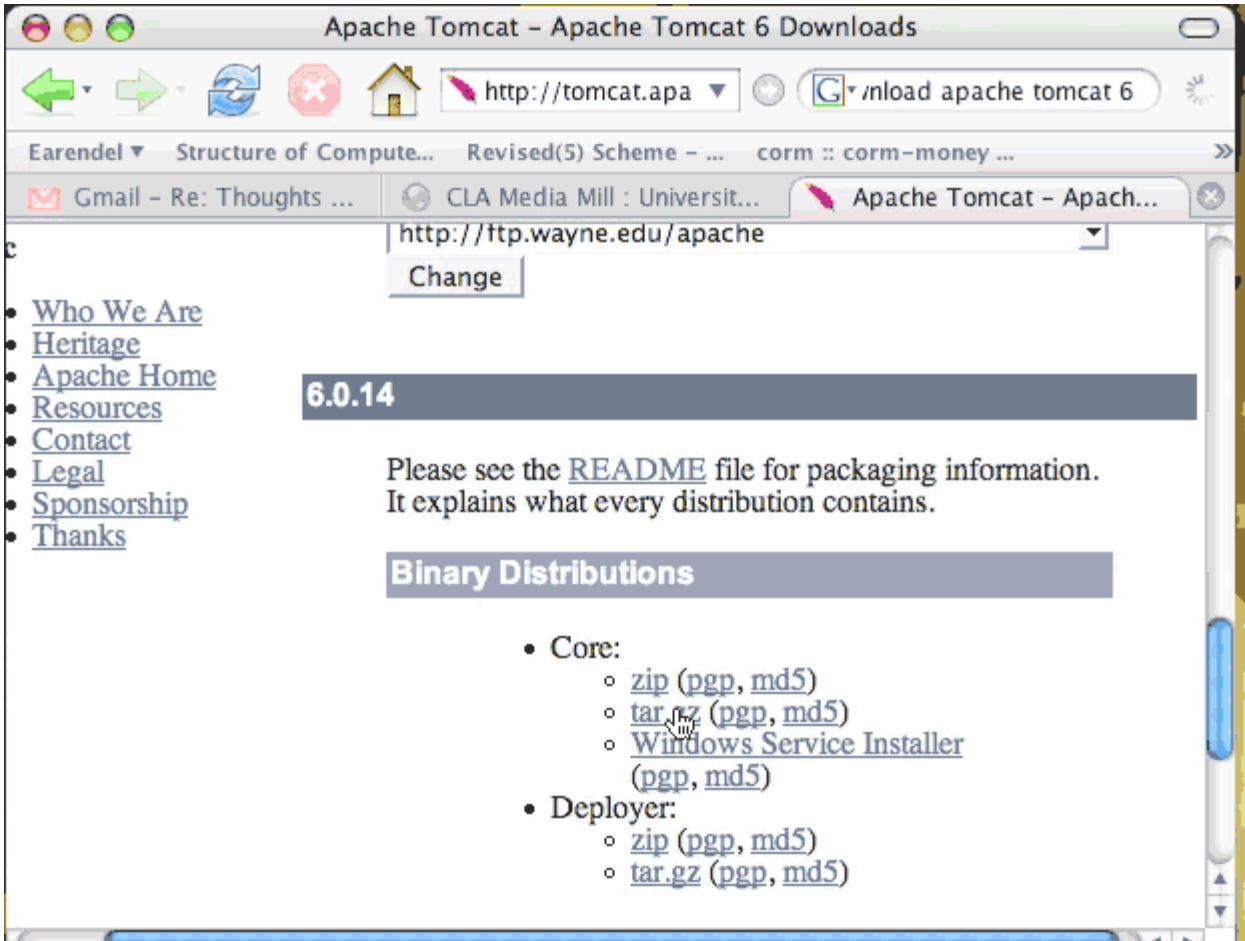 Apache Tomcat – Apache Tomcat 6 Downloads
http://tomcat.apa
G nload apache tomcat 6
Earendel Structure of Compute... Revised(5) Scheme – ... corm :: corm-money ...
Gmail – Re: Thoughts ... CLA Media Mill : Universit... Apache Tomcat – Apach...
c
http://ftp.wayne.edu/apache
Change
Who We Are
Heritage
Apache Home
Resources
Contact
Legal
Sponsorship
Thanks
6.0.14
Please see the README file for packaging information.
It explains what every distribution contains.
Binary Distributions
Core:
zip (pgp, md5)
tar.gz (pgp, md5)
Windows Service Installer
(pgp, md5)
Deployer:
zip (pgp, md5)
tar.gz (pgp, md5)